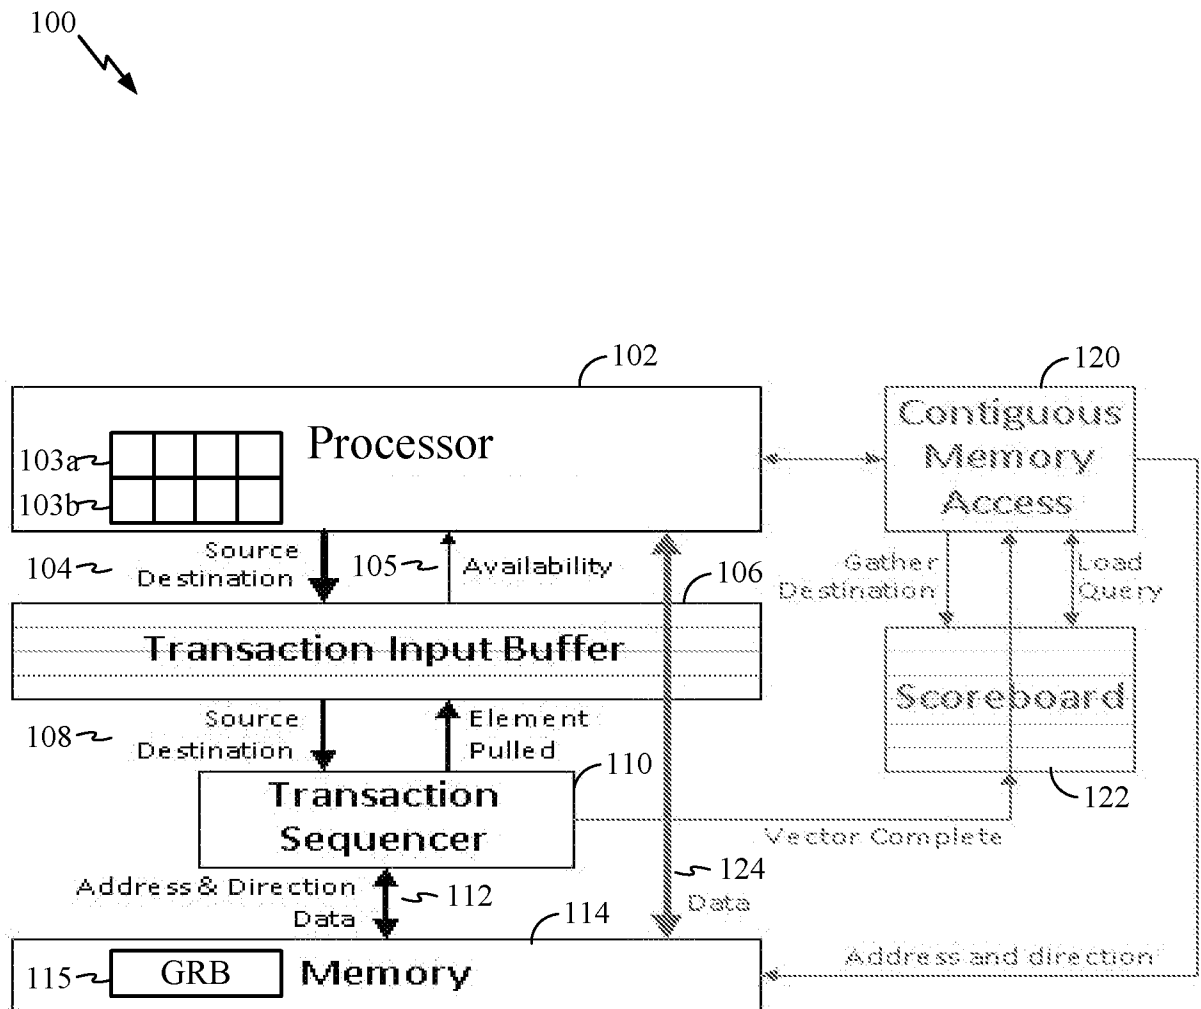 100
102
120
Processor
103a
103b
Contiguous
Memory
Access
104
Source
Destination
105
Availability
106
Gather
Destination
Load
Query
Transaction Input Buffer
Scoreboard
108
Source
Destination
Element
Pulled
110
122
Transaction
Sequencer
Vector Complete
124
Address & Direction
Data
112
114
Data
115
GRB
Memory
Address and direction